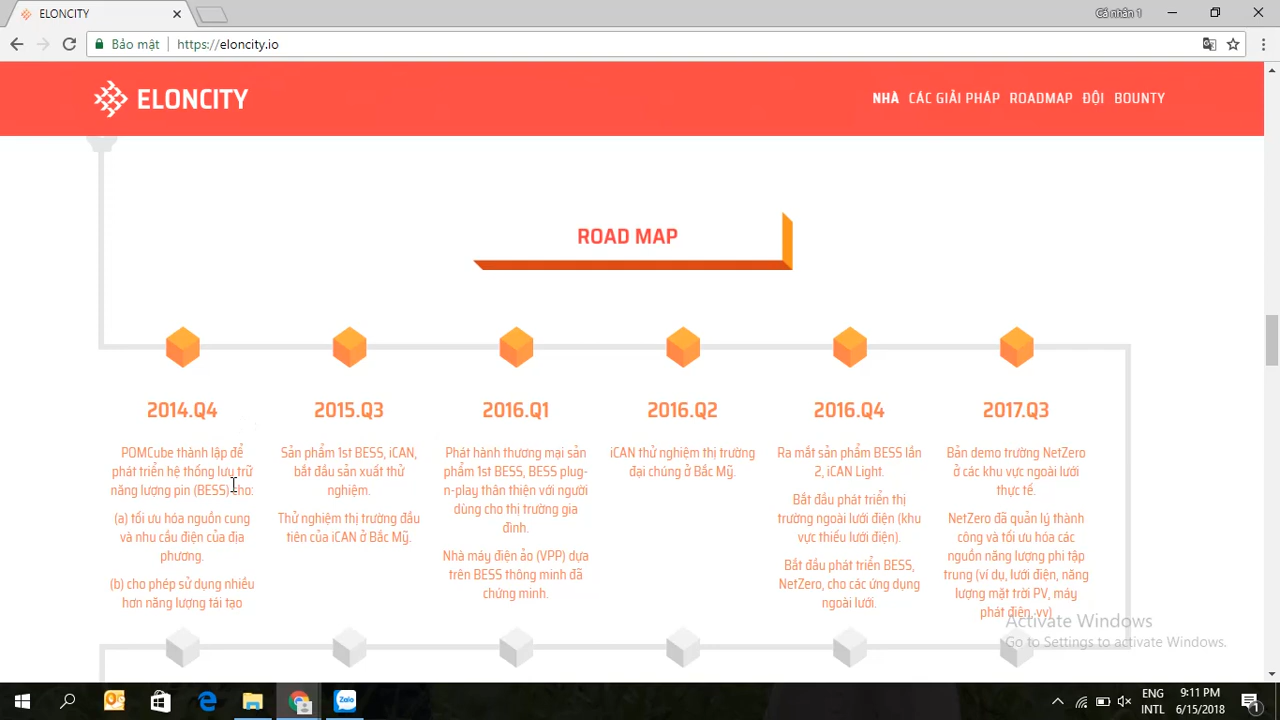 ELONCITY
Cá nhân 1
Bảo mật
https://eloncity.io
ELONCITY
NHÀ CÁC GIẢI PHÁP ROADMAP ĐỘI BOUNTY
ROAD MAP
2014.Q4
POMCube thành lập để
phát triển hệ thống lưu trữ
năng lượng pin (BESS) cho:
(a) tối ưu hóa nguồn cung
và nhu cầu điện của địa
phương.
(b) cho phép sử dụng nhiều
hơn năng lượng tái tạo
2015.Q3
Sản phẩm 1st BESS, iCAN,
bắt đầu sản xuất thử
nghiệm.
Thử nghiệm thị trường đầu
tiên của iCAN ở Bắc Mỹ.
2016.Q1
Phát hành thương mại sản
phẩm 1st BESS, BESS plug-
n-play thân thiện với người
dùng cho thị trường gia
đình.
Nhà máy điện ảo (VPP) dựa
trên BESS thông minh đã
chứng minh.
2016.Q2
iCAN thử nghiệm thị trường
đại chúng ở Bắc Mỹ.
2016.Q4
Ra mắt sản phẩm BESS lần
2, iCAN Light.
Bắt đầu phát triển thị
trường ngoài lưới điện (khu
vực thiếu lưới điện).
Bắt đầu phát triển BESS,
NetZero, cho các ứng dụng
ngoài lưới.
2017.Q3
Bản demo trường NetZero
ở các khu vực ngoài lưới
thực tế.
NetZero đã quản lý thành
công và tối ưu hóa các
nguồn năng lượng phi tập
trung (ví dụ, lưới điện, năng
lượng mặt trời PV, máy
phát điện, vv)
Activate Windows
Go to Settings to activate Windows.
Zalo
ENG
INTL
9:11 PM
6/15/2018
1